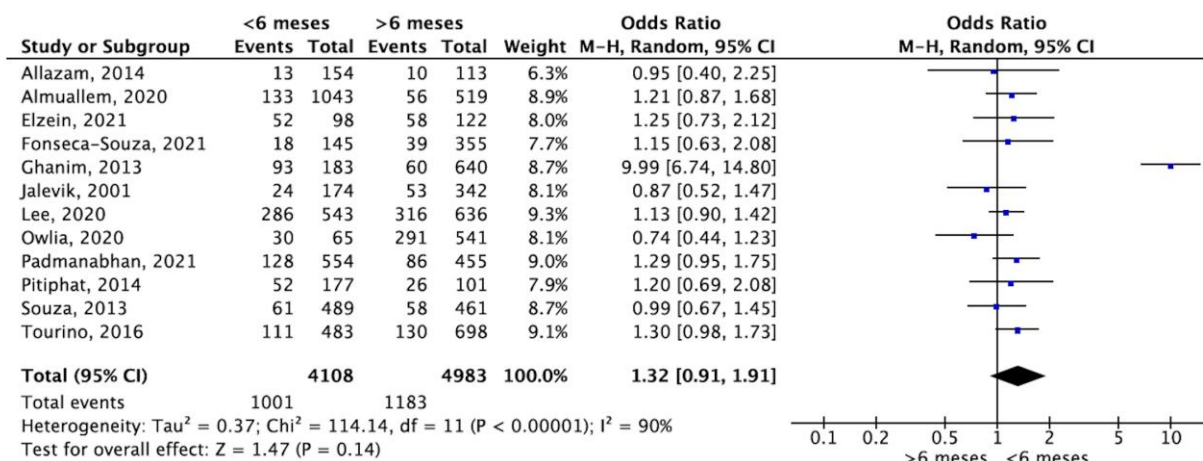 <6 meses >6 meses Odds Ratio Odds Ratio
Study or Subgroup Events Total Events Total Weight M-H, Random, 95% CI M-H, Random, 95% CI
Allazam, 2014 13 154 10 113 6.3% 0.95 [0.40, 2.25]
Almuallem, 2020 133 1043 56 519 8.9% 1.21 [0.87, 1.68]
Elzein, 2021 52 98 58 122 8.0% 1.25 [0.73, 2.12]
Fonseca-Souza, 2021 18 145 39 355 7.7% 1.15 [0.63, 2.08]
Ghanim, 2013 93 183 60 640 8.7% 9.99 [6.74, 14.80]
Jalevik, 2001 24 174 53 342 8.1% 0.87 [0.52, 1.47]
Lee, 2020 286 543 316 636 9.3% 1.13 [0.90, 1.42]
Owlia, 2020 30 65 291 541 8.1% 0.74 [0.44, 1.23]
Padmanabhan, 2021 128 554 86 455 9.0% 1.29 [0.95, 1.75]
Pitiphat, 2014 52 177 26 101 7.9% 1.20 [0.69, 2.08]
Souza, 2013 61 489 58 461 8.7% 0.99 [0.67, 1.45]
Tourino, 2016 111 483 130 698 9.1% 1.30 [0.98, 1.73]
Total (95% CI) 4108 4983 100.0% 1.32 [0.91, 1.91]
Total events 1001 1183
Heterogeneity: Tau² = 0.37; Chi² = 114.14, df = 11 (P < 0.00001); I² = 90%
Test for overall effect: Z = 1.47 (P = 0.14)
0.1 0.2 0.5 1 2 5 10
>6 meses <6 meses